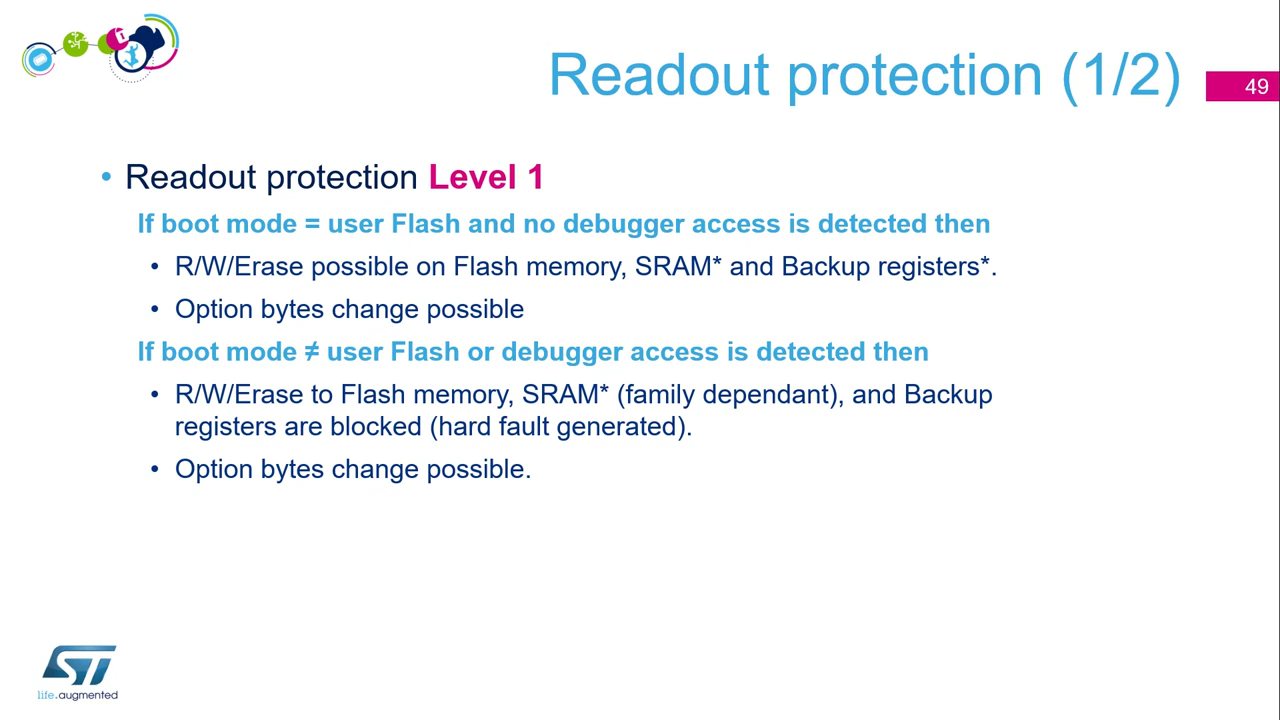 Readout protection (1/2)
49
• Readout protection Level 1
If boot mode = user Flash and no debugger access is detected then
• R/W/Erase possible on Flash memory, SRAM* and Backup registers*.
• Option bytes change possible
If boot mode ≠ user Flash or debugger access is detected then
• R/W/Erase to Flash memory, SRAM* (family dependant), and Backup
registers are blocked (hard fault generated).
• Option bytes change possible.
ST
life.augmented